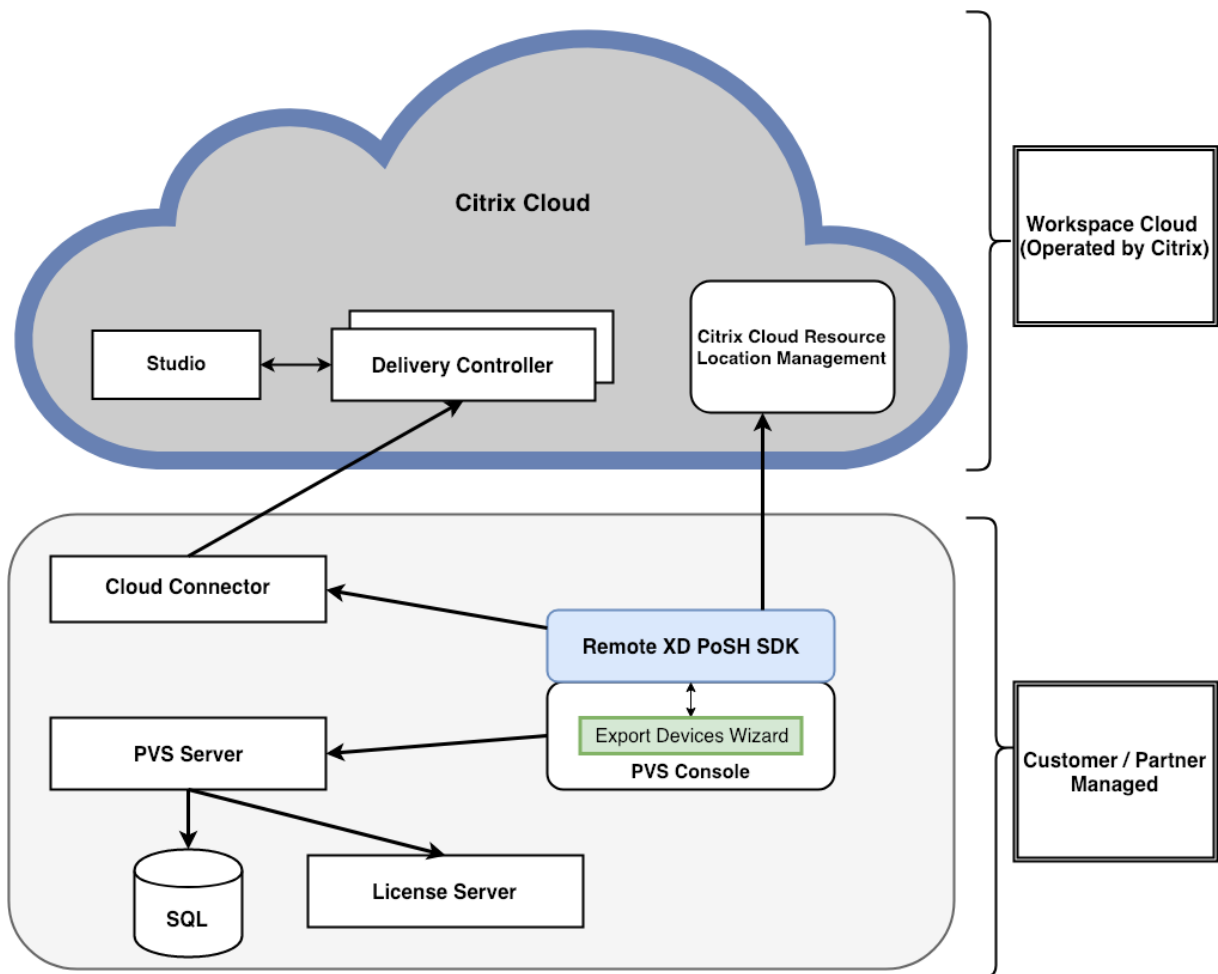 Citrix Cloud
Workspace Cloud
(Operated by Citrix)
Studio
Delivery Controller
Citrix Cloud Resource
Location Management
Cloud Connector
Remote XD PoSH SDK
PVS Server
Export Devices Wizard
PVS Console
Customer / Partner
Managed
SQL
License Server